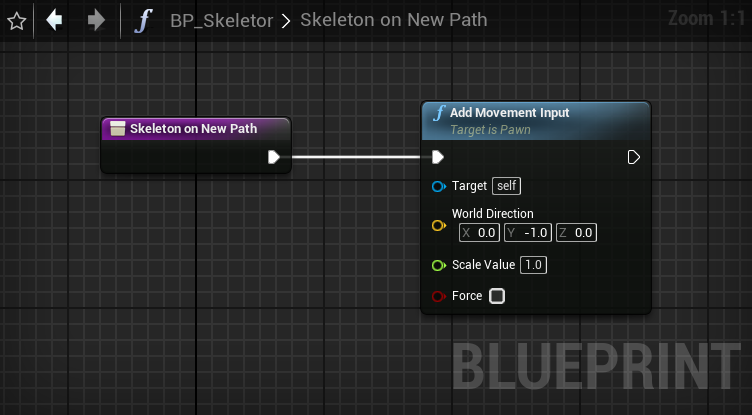 f BP_Skeletor > Skeleton on New Path Zoom 1:1
Skeleton on New Path
f Add Movement Input
Target is Pawn
Target self
World Direction
X 0.0 Y -1.0 Z 0.0
Scale Value 1.0
Force
BLUEPRINT